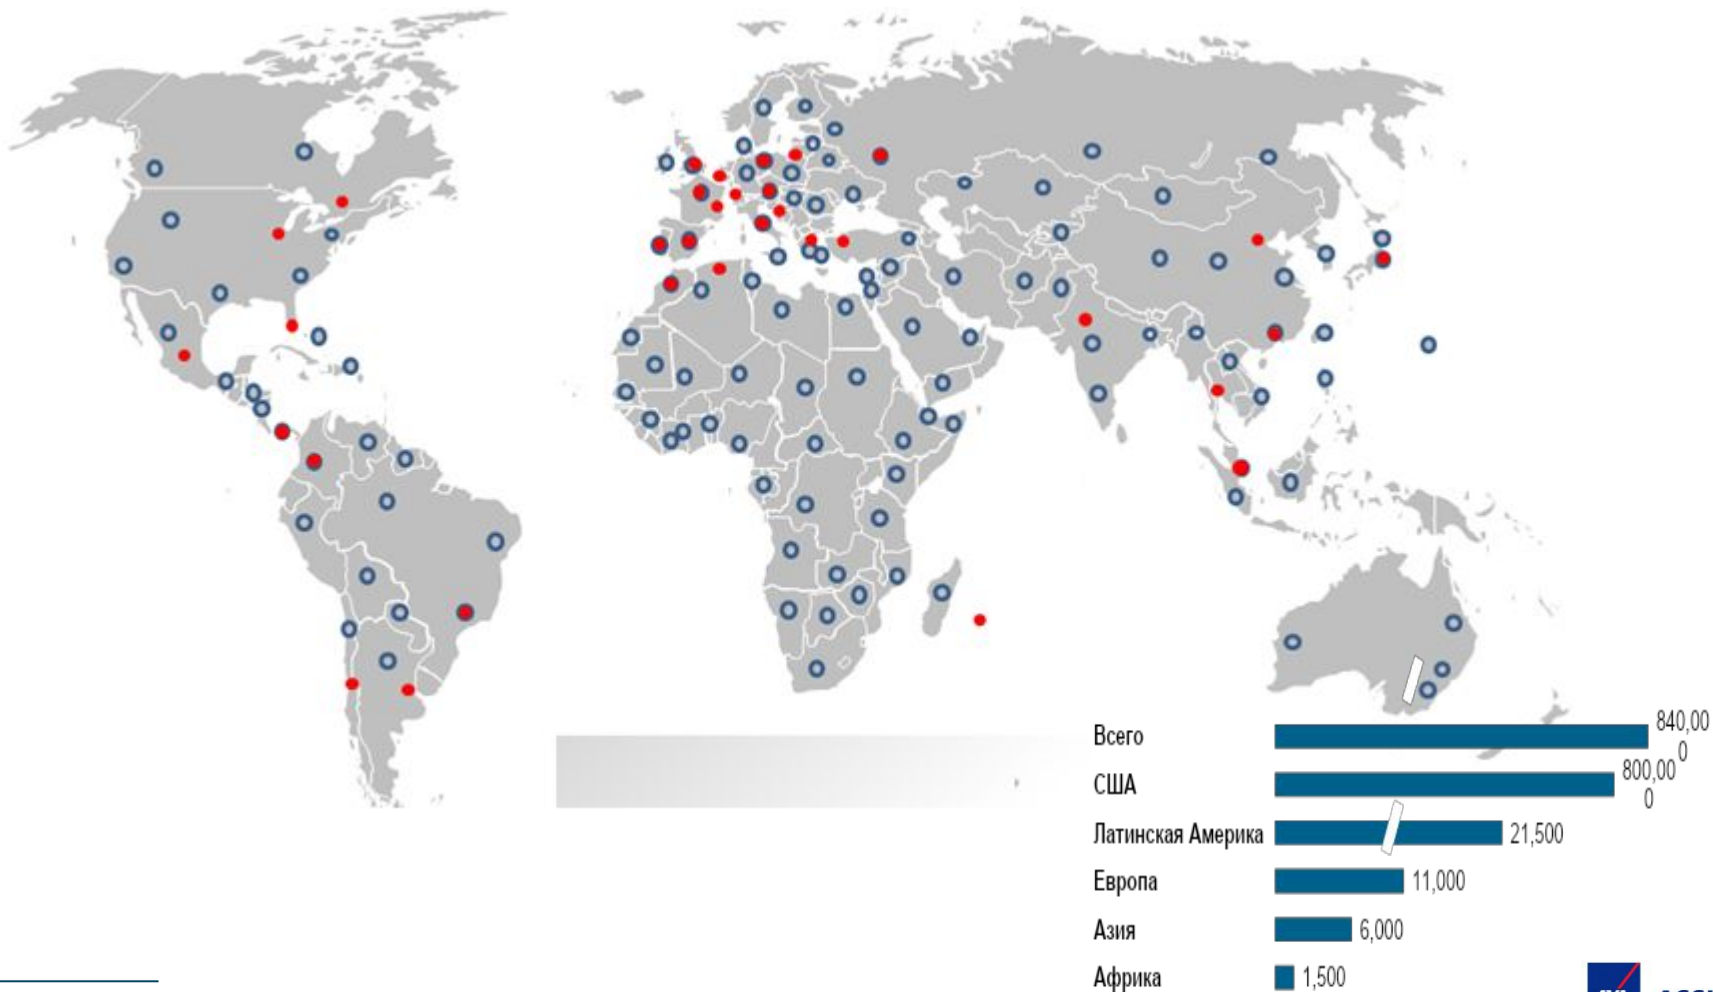 Всего
840,00
0
США
800,00
0
Латинская Америка
21,500
Европа
11,000
Азия
6,000
Африка
1,500